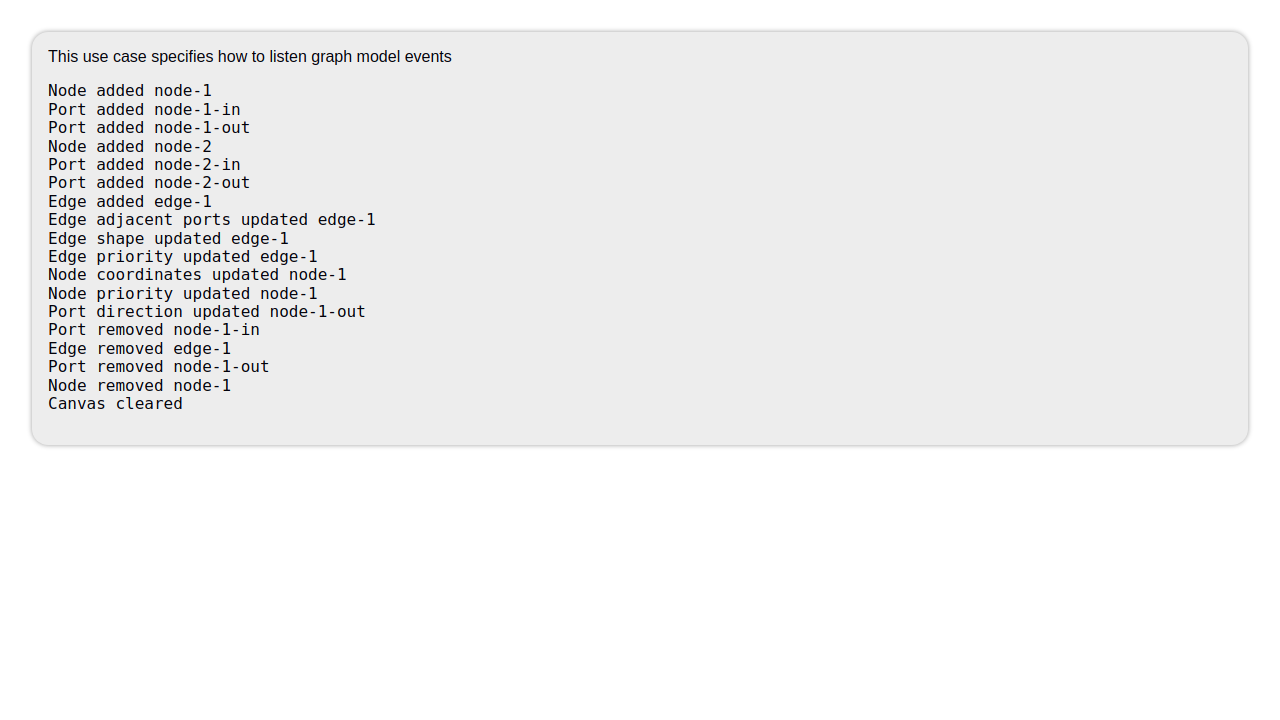 This use case specifies how to listen graph model events
Node added node-1
Port added node-1-in
Port added node-1-out
Node added node-2
Port added node-2-in
Port added node-2-out
Edge added edge-1
Edge adjacent ports updated edge-1
Edge shape updated edge-1
Edge priority updated edge-1
Node coordinates updated node-1
Node priority updated node-1
Port direction updated node-1-out
Port removed node-1-in
Edge removed edge-1
Port removed node-1-out
Node removed node-1
Canvas cleared